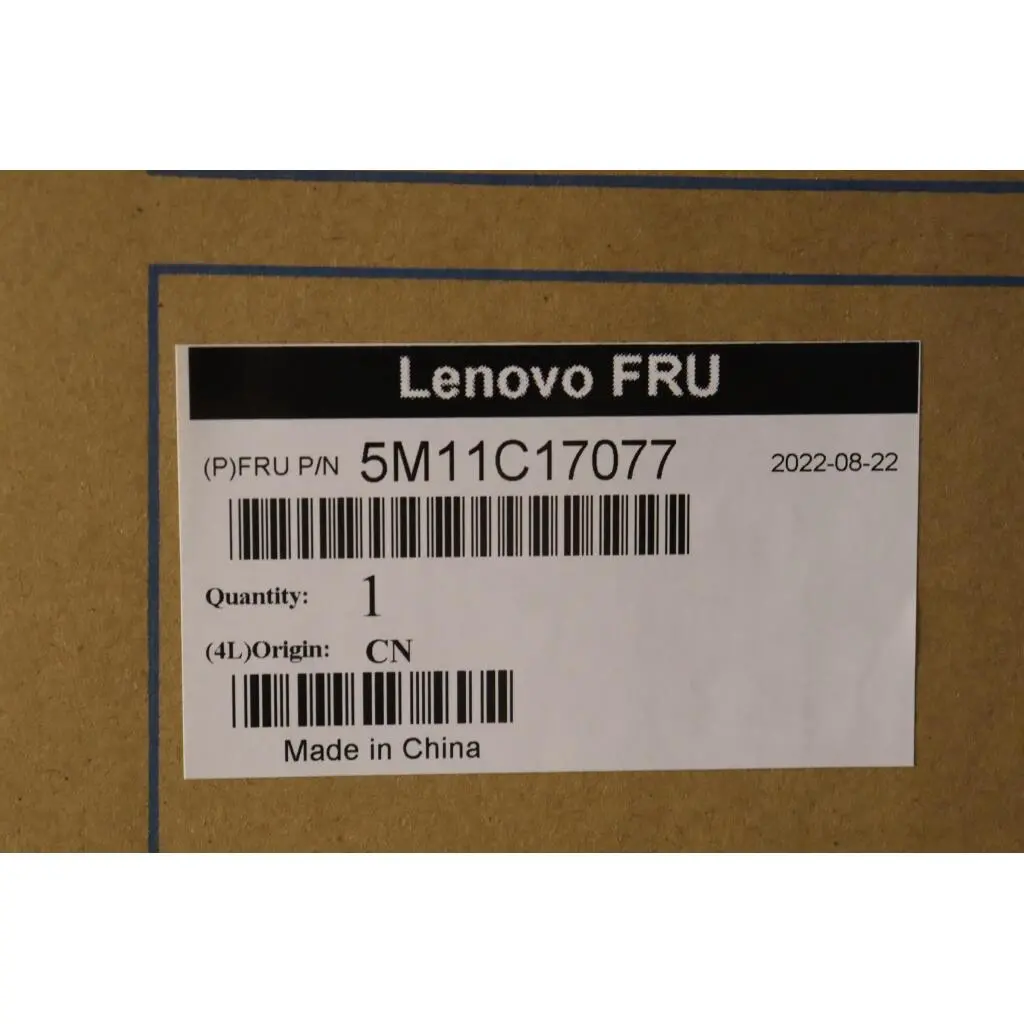 Lenovo FRU
(P)FRU P/N 5M11C17077 2022-08-22
Quantity: 1
(4L)Origin: CN
Made in China